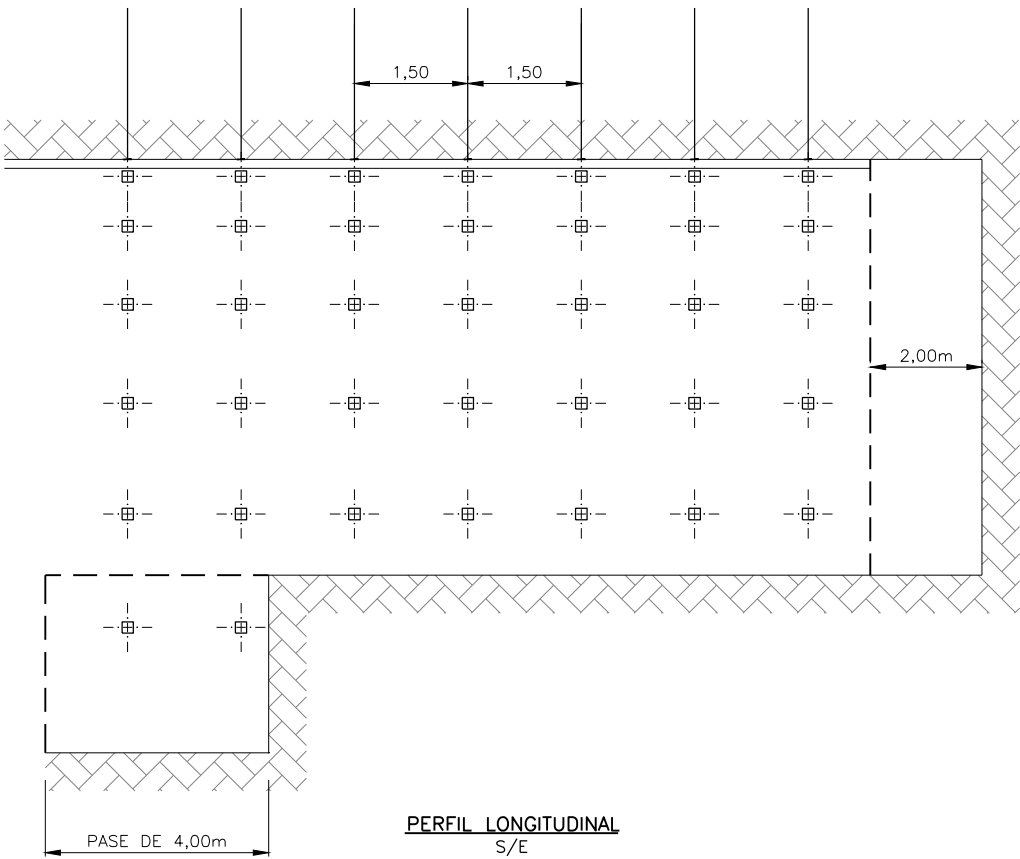 1,50
1,50
2,00m
PASE DE 4,00m
PERFIL LONGITUDINAL
S/E